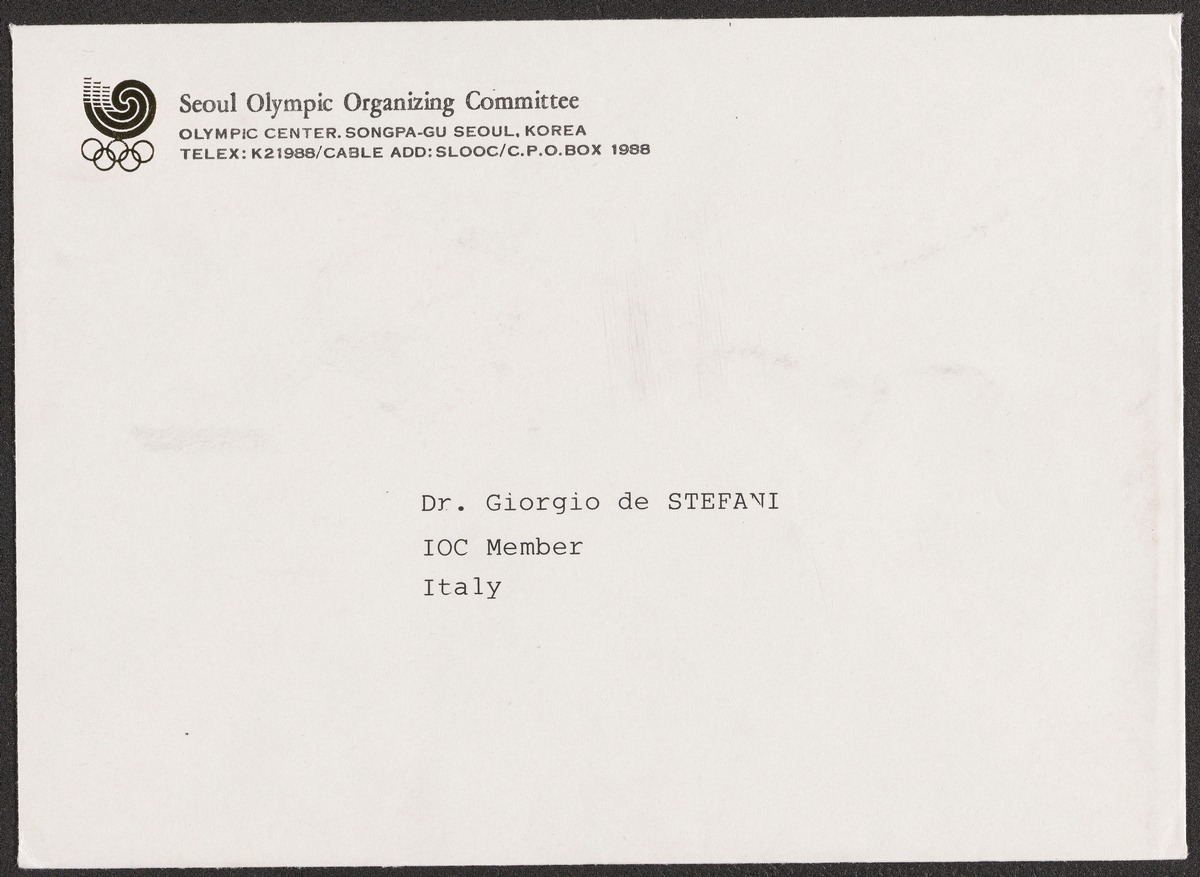 Seoul Olympic Organizing Committee
OLYMPIC CENTER. SONGPA-GU SEOUL, KOREA
TELEX: K21988/CABLE ADD: SLOOC/C.P.O.BOX 1988
Dr. Giorgio de STEFANI
IOC Member
Italy